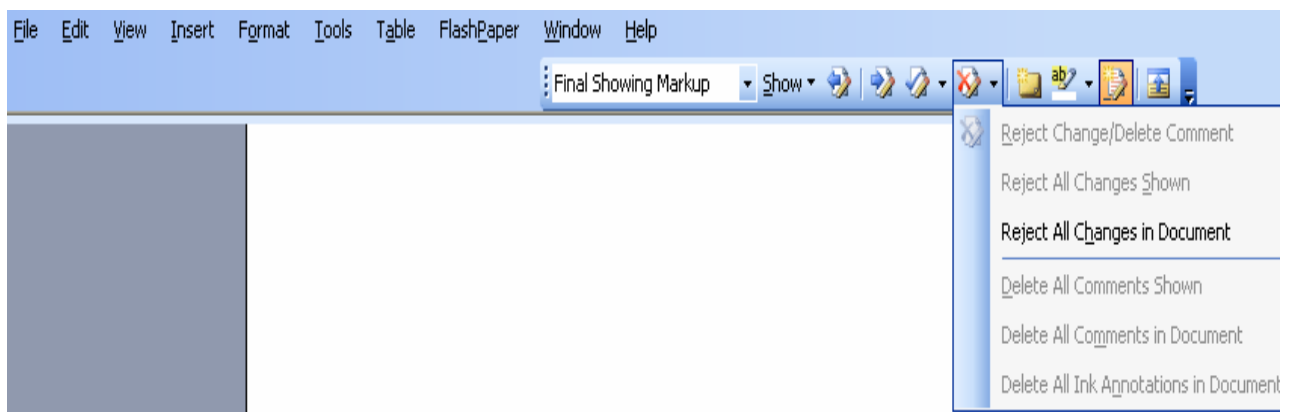 File Edit View Insert Format Tools Table FlashPaper Window Help
Final Showing Markup Show
Reject Change/Delete Comment
Reject All Changes Shown
Reject All Changes in Document
Delete All Comments Shown
Delete All Comments in Document
Delete All Ink Annotations in Document